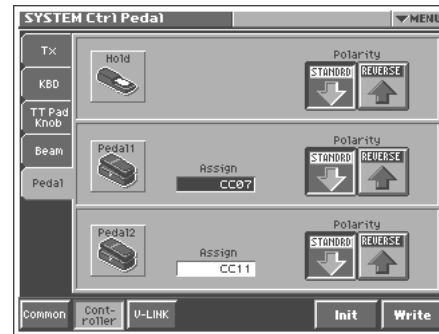 SYSTEM Ctrl Pedal
▼MENU
Tx
KBD
TT Pad
Knob
Beam
Pedal
Hold
Polarity
STANDRD REVERSE
Pedal1
Assign
CC07
Polarity
STANDRD REVERSE
Pedal2
Assign
CC11
Polarity
STANDRD REVERSE
Common
Cont-
roller
V-LINK
Init
Write